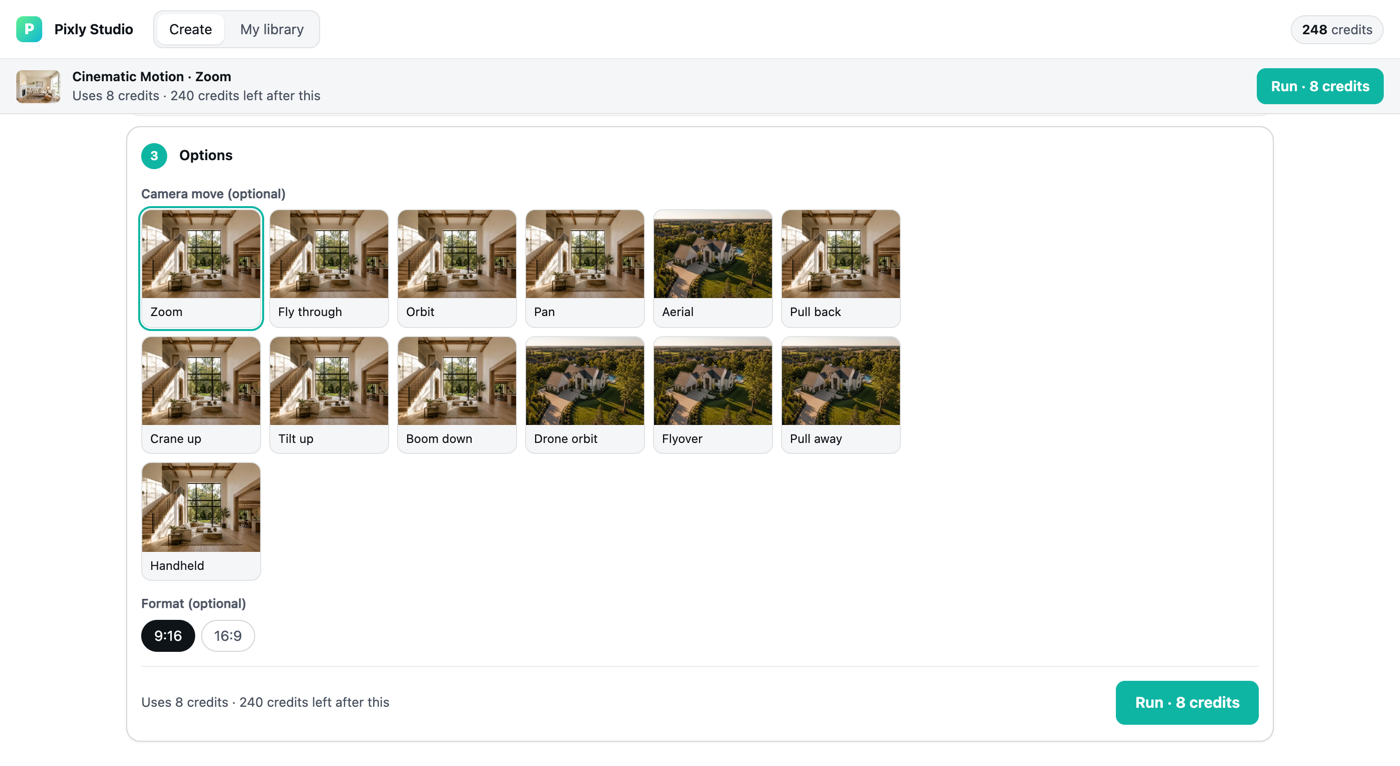 P Pixly Studio Create My library 248 credits
Cinematic Motion · Zoom
Uses 8 credits · 240 credits left after this
Run · 8 credits
3 Options
Camera move (optional)
Zoom Fly through Orbit Pan Aerial Pull back
Crane up Tilt up Boom down Drone orbit Flyover Pull away
Handheld
Format (optional)
9:16 16:9
Uses 8 credits · 240 credits left after this Run · 8 credits